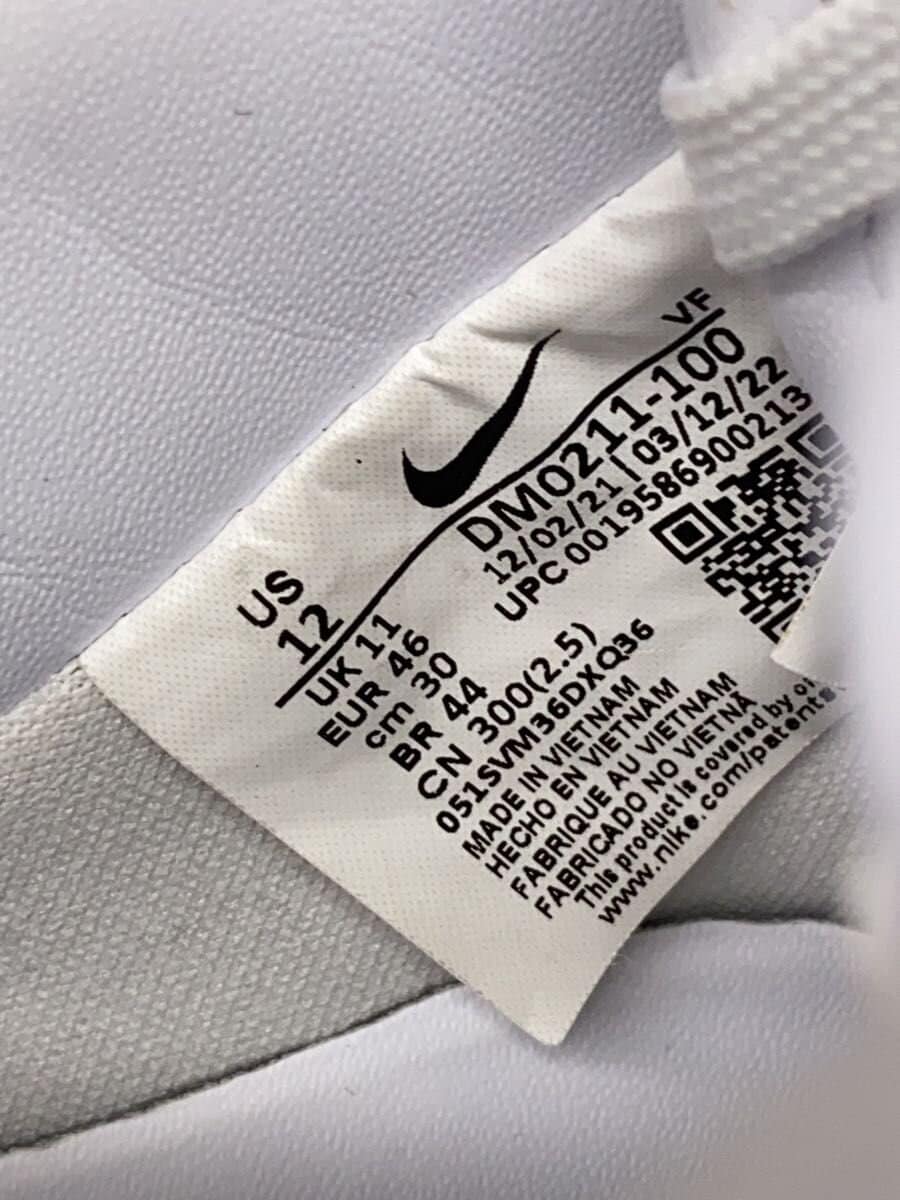 VF
US
12
UK 11
EUR 46
cm 30
BR 44
CN 300(2.5)
DM0211-100
12/02/21 | 03/12/22
UPC 0019586900213
051SVM36DXQ36
MADE IN VIETNAM
HECHO EN VIETNAM
FABRIQUE AU VIETNAM
FABRICADO NO VIETNÃ
This product is covered by
www.nike.com/patents